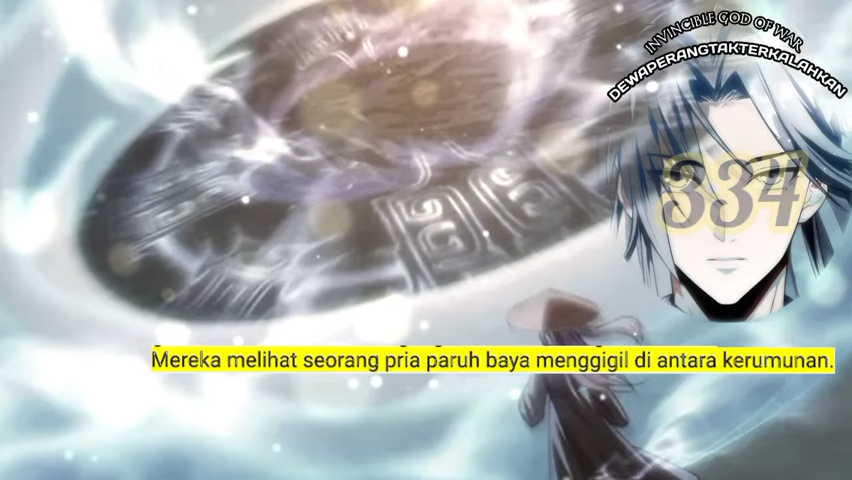 INVINCIBLE GOD OF WAR
DEWAPERANGTAKTERKALAHKAN
334
Mereka melihat seorang pria paruh baya menggigil di antara kerumunan.